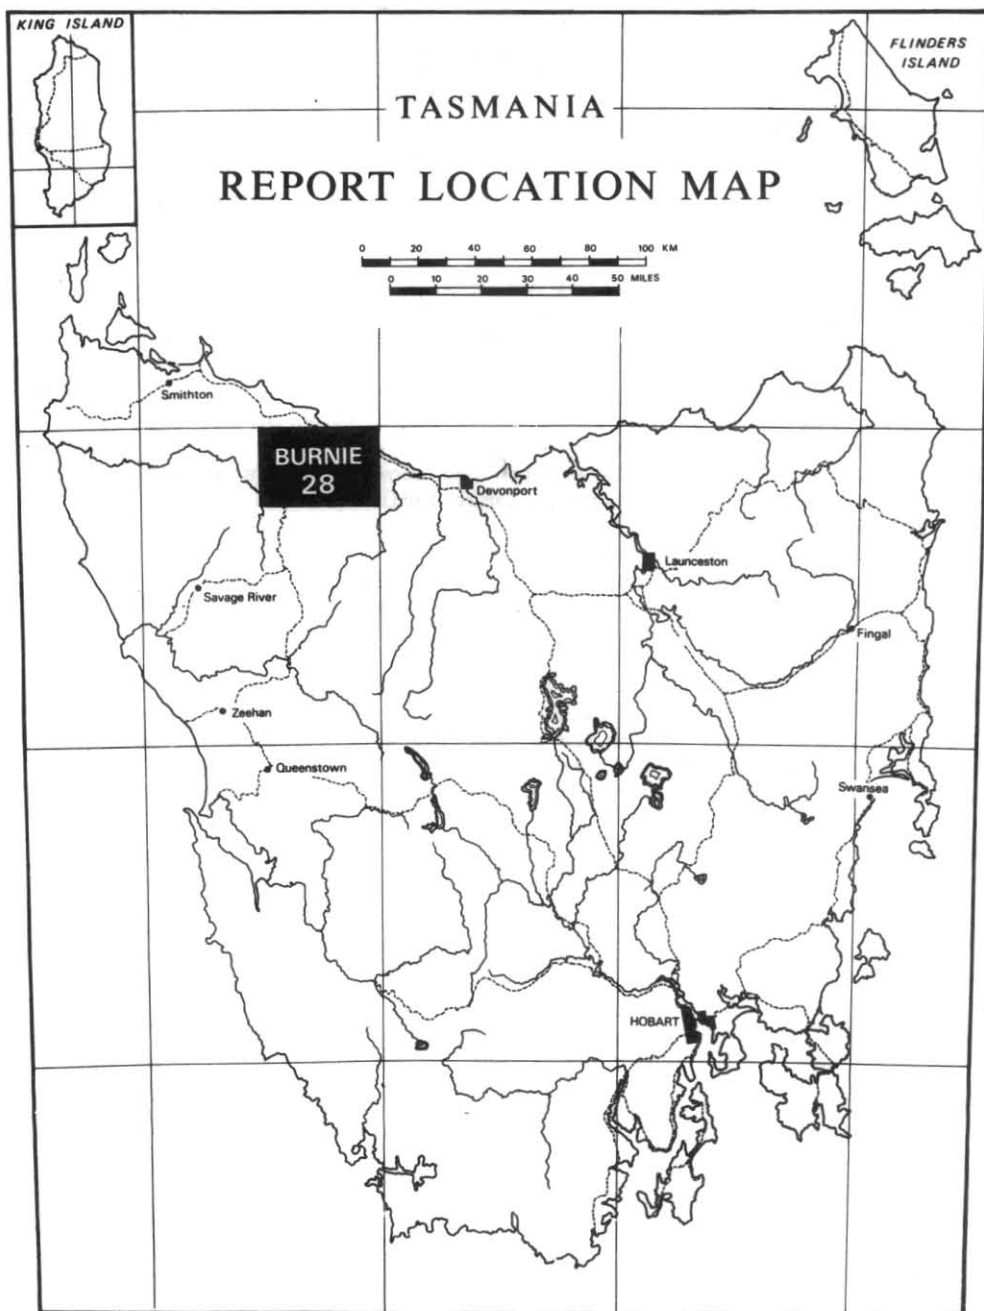 KING ISLAND
FLINDERS
ISLAND
TASMANIA
REPORT LOCATION MAP
0 20 40 60 80 100 KM
0 10 20 30 40 50 MILES
Smithton
BURNIE
28
Devonport
Launceston
Savage River
Fingal
Zeehan
Queenstown
Swansea
HOBART